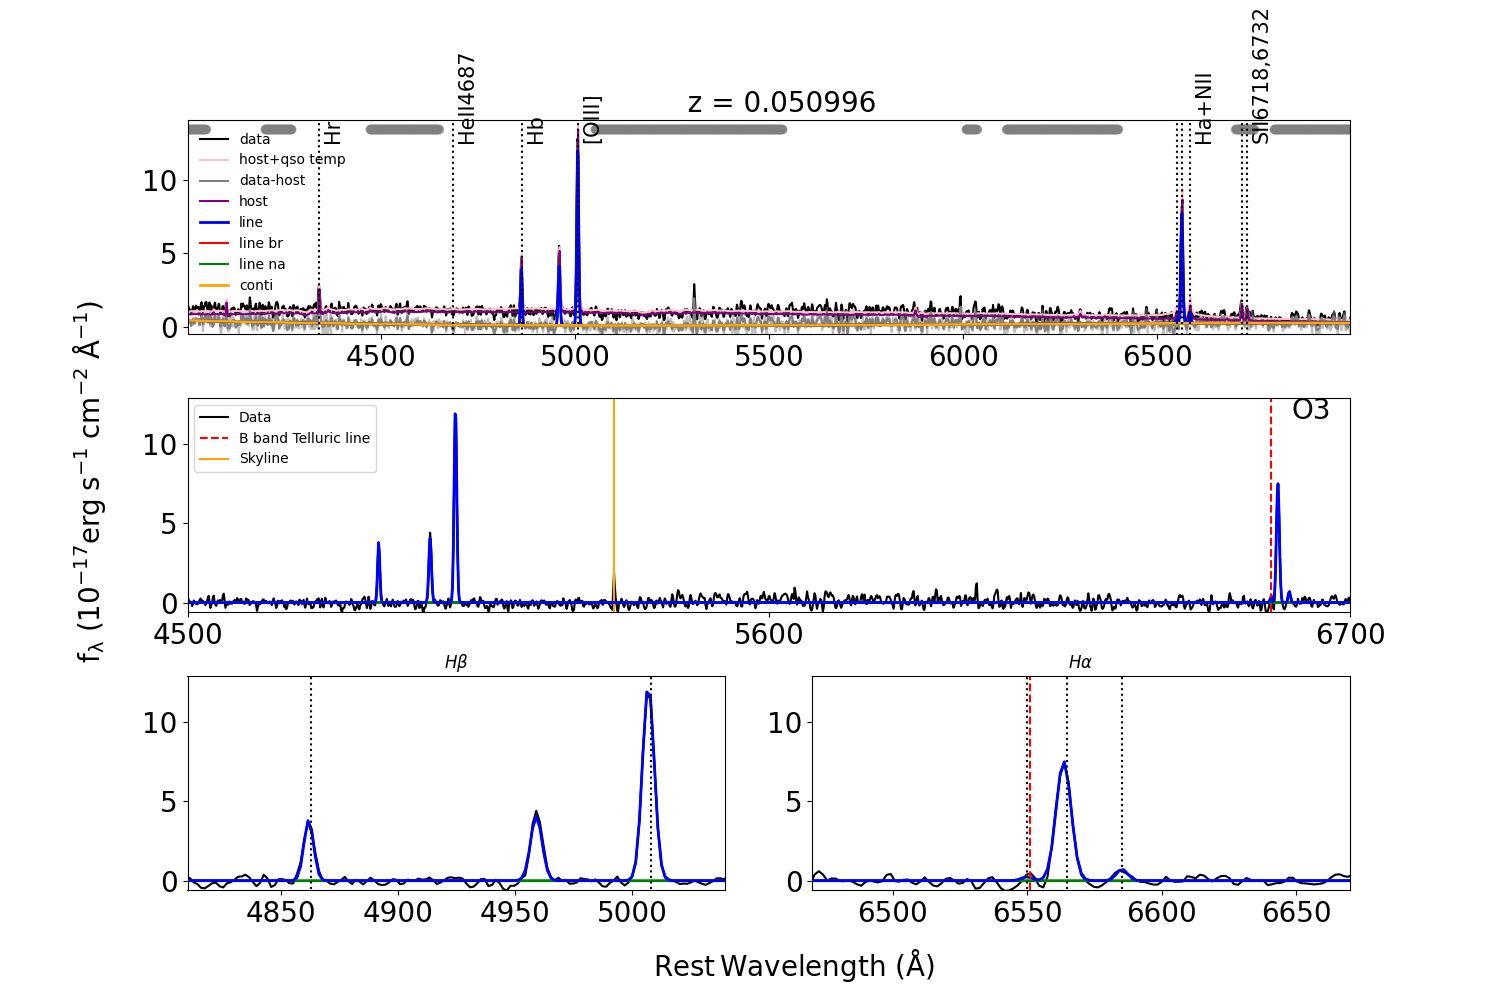 z = 0.050996
Hr
HeII4687
Hb
[OIII]
Ha+NII
SII6718,6732
data
host+qso temp
data-host
host
line
line br
line na
conti
10
5
0
4500 5000 5500 6000 6500
O3
Data
B band Telluric line
Skyline
10
5
0
4500 5600 6700
fλ (10⁻¹⁷erg s⁻¹ cm⁻² Å⁻¹)
Hβ
10
5
0
4850 4900 4950 5000
Hα
10
5
0
6500 6550 6600 6650
Rest Wavelength (Å)